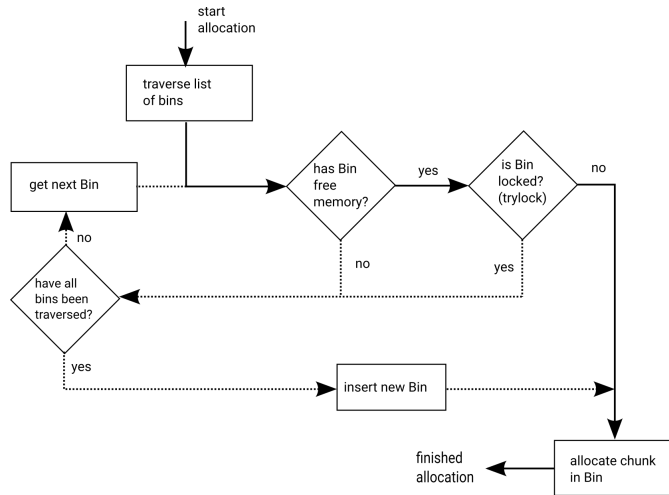 start
allocation
traverse list
of bins
get next Bin
has Bin
free
memory?
yes
is Bin
locked?
(trylock)
no
no
no
yes
have all
bins been
traversed?
yes
insert new Bin
finished
allocation
allocate chunk
in Bin